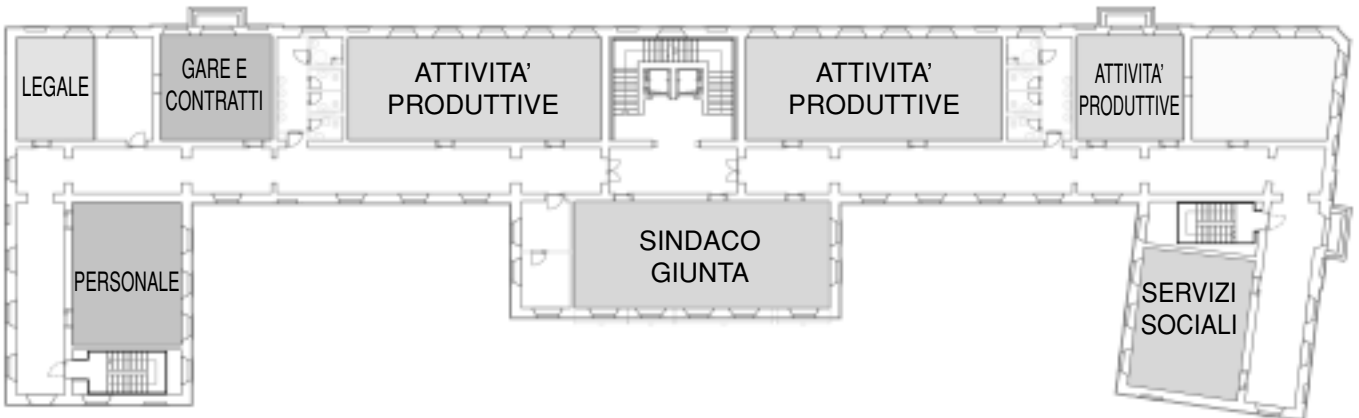 LEGALE
GARE E
CONTRATTI
ATTIVITA'
PRODUTTIVE
ATTIVITA'
PRODUTTIVE
ATTIVITA'
PRODUTTIVE
PERSONALE
SINDACO
GIUNTA
SERVIZI
SOCIALI